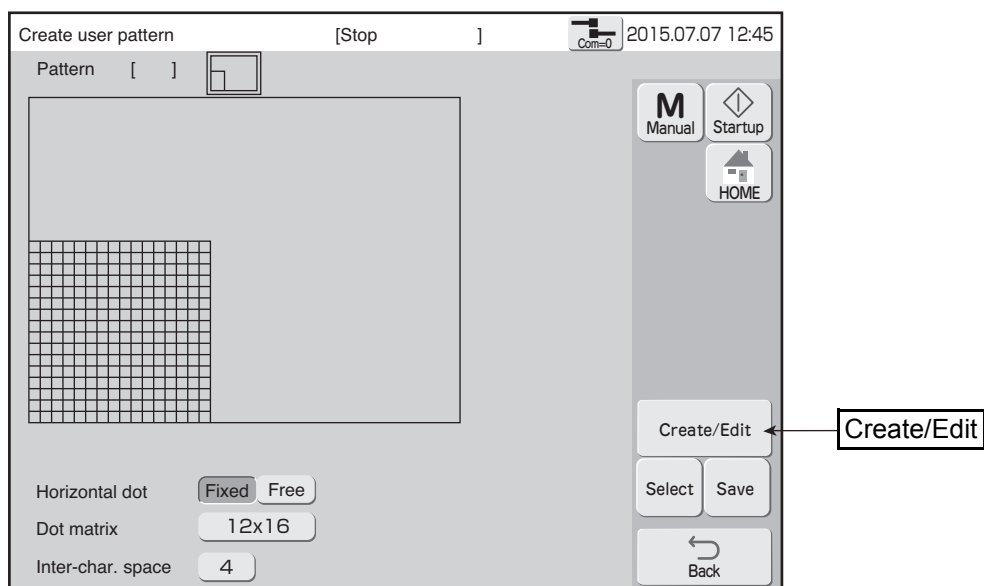 Create user pattern [Stop ] Com=0 2015.07.07 12:45
Pattern [ ]
M
Manual
Startup
HOME
Create/Edit
Create/Edit
Horizontal dot Fixed Free
Select Save
Dot matrix 12x16
Inter-char. space 4
Back